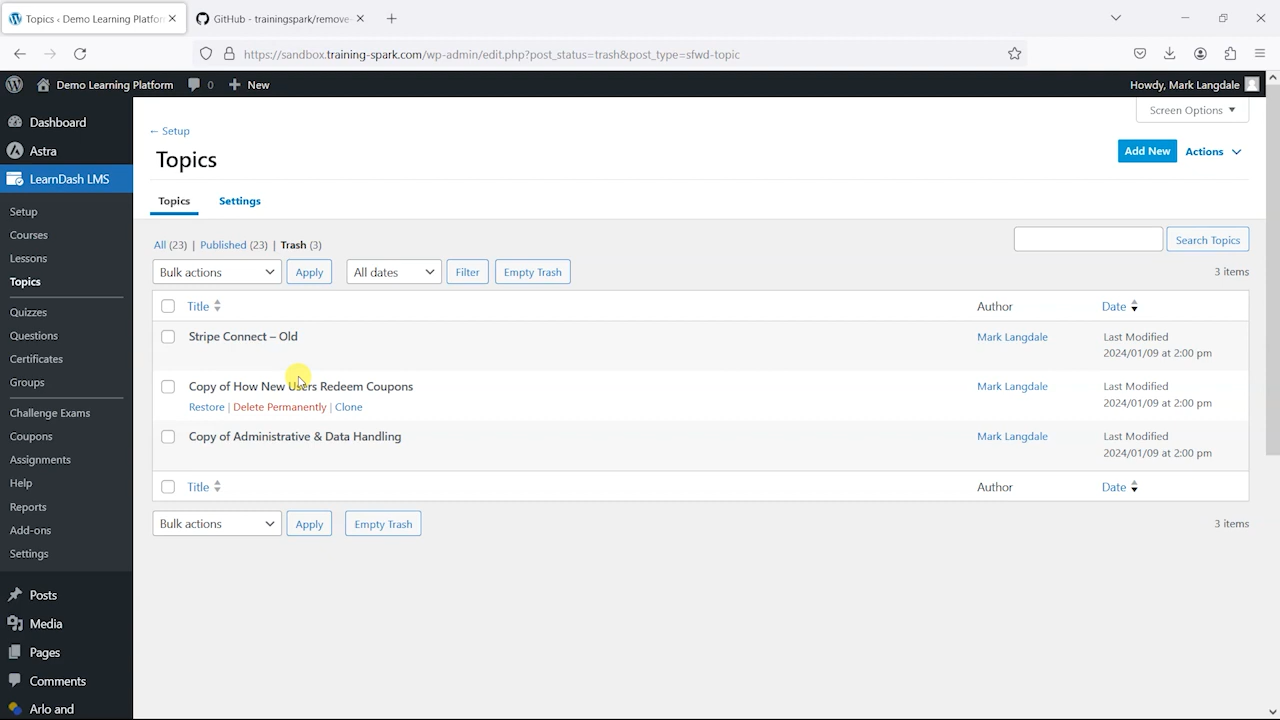 Topics ‹ Demo Learning Platforn
GitHub - trainingspark/remove-
https://sandbox.training-spark.com/wp-admin/edit.php?post_status=trash&post_type=sfwd-topic
Demo Learning Platform
0
New
Howdy, Mark Langdale
Dashboard
Astra
LearnDash LMS
Setup
Courses
Lessons
Topics
Quizzes
Questions
Certificates
Groups
Challenge Exams
Coupons
Assignments
Help
Reports
Add-ons
Settings
Posts
Media
Pages
Comments
Arlo and
Screen Options
← Setup
Topics
Add New
Actions
Topics
Settings
All (23) | Published (23) | Trash (3)
Search Topics
Bulk actions
Apply
All dates
Filter
Empty Trash
3 items
Title
Author
Date
Stripe Connect – Old
Mark Langdale
Last Modified
2024/01/09 at 2:00 pm
Copy of How New Users Redeem Coupons
Restore | Delete Permanently | Clone
Mark Langdale
Last Modified
2024/01/09 at 2:00 pm
Copy of Administrative & Data Handling
Mark Langdale
Last Modified
2024/01/09 at 2:00 pm
Title
Author
Date
Bulk actions
Apply
Empty Trash
3 items